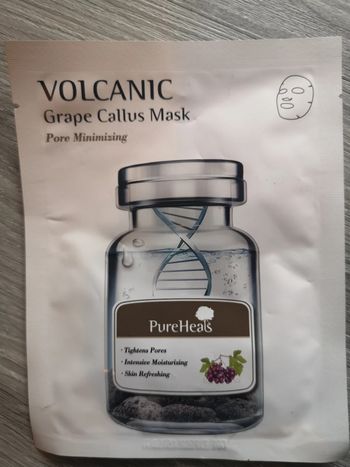 VOLCANIC
Grape Callus Mask
Pore Minimizing
PureHeals
· Tightens Pores
· Intensive Moisturizing
· Skin Refreshing